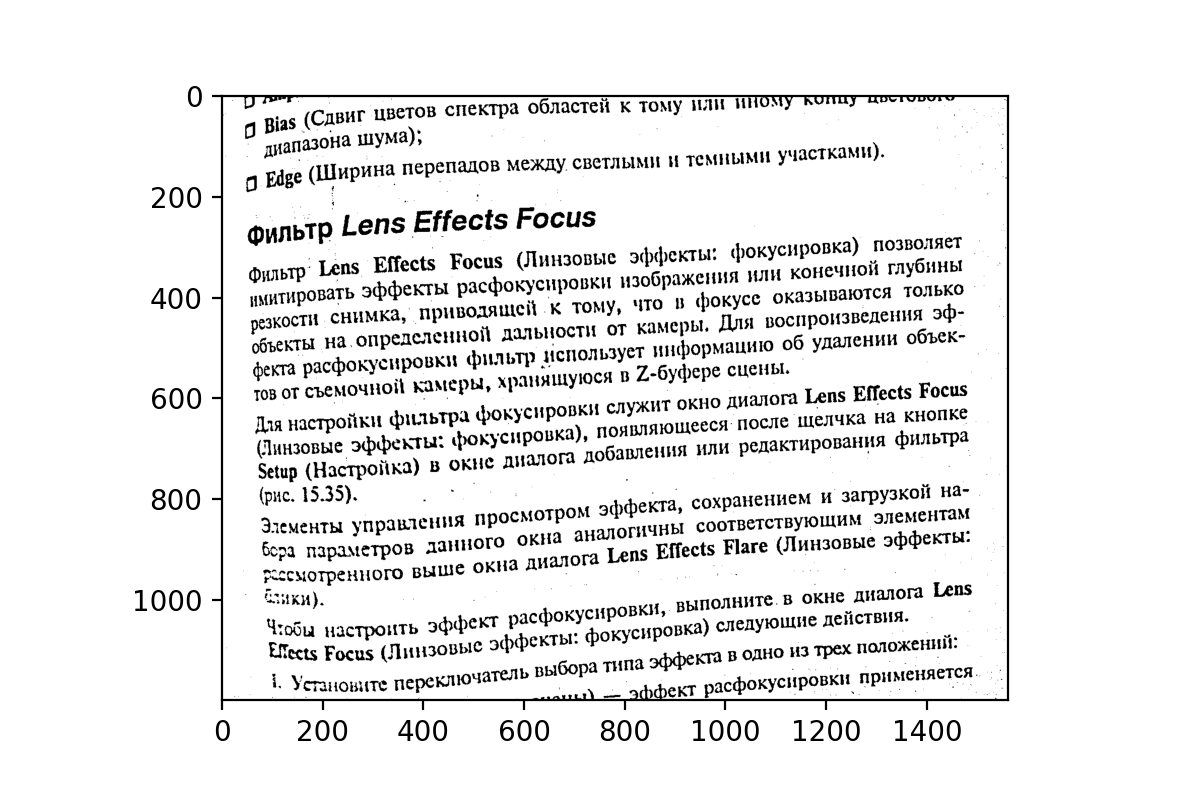 0
200
400
600
800
1000
0 200 400 600 800 1000 1200 1400
❒ Bias (Сдвиг цветов спектра областей к тому или иному концу цветового
диапазона шума);
❒ Edge (Ширина перепадов между светлыми и темными участками).
Фильтр Lens Effects Focus
Фильтр Lens Effects Focus (Линзовые эффекты: фокусировка) позволяет
имитировать эффекты расфокусировки изображения или конечной глубины
резкости снимка, приводящей к тому, что в фокусе оказываются только
объекты на определенной дальности от камеры. Для воспроизведения эф-
фекта расфокусировки фильтр использует информацию об удалении объек-
тов от съемочной камеры, хранящуюся в Z-буфере сцены.
Для настройки фильтра фокусировки служит окно диалога Lens Effects Focus
(Линзовые эффекты: фокусировка), появляющееся после щелчка на кнопке
Setup (Настройка) в окне диалога добавления или редактирования фильтра
(рис. 15.35).
Элементы управления просмотром эффекта, сохранением и загрузкой на-
бора параметров данного окна аналогичны соответствующим элементам
рассмотренного выше окна диалога Lens Effects Flare (Линзовые эффекты:
блики).
Чтобы настроить эффект расфокусировки, выполните в окне диалога Lens
Effects Focus (Линзовые эффекты: фокусировка) следующие действия.
1. Установите переключатель выбора типа эффекта в одно из трех положений:
— эффект расфокусировки применяется